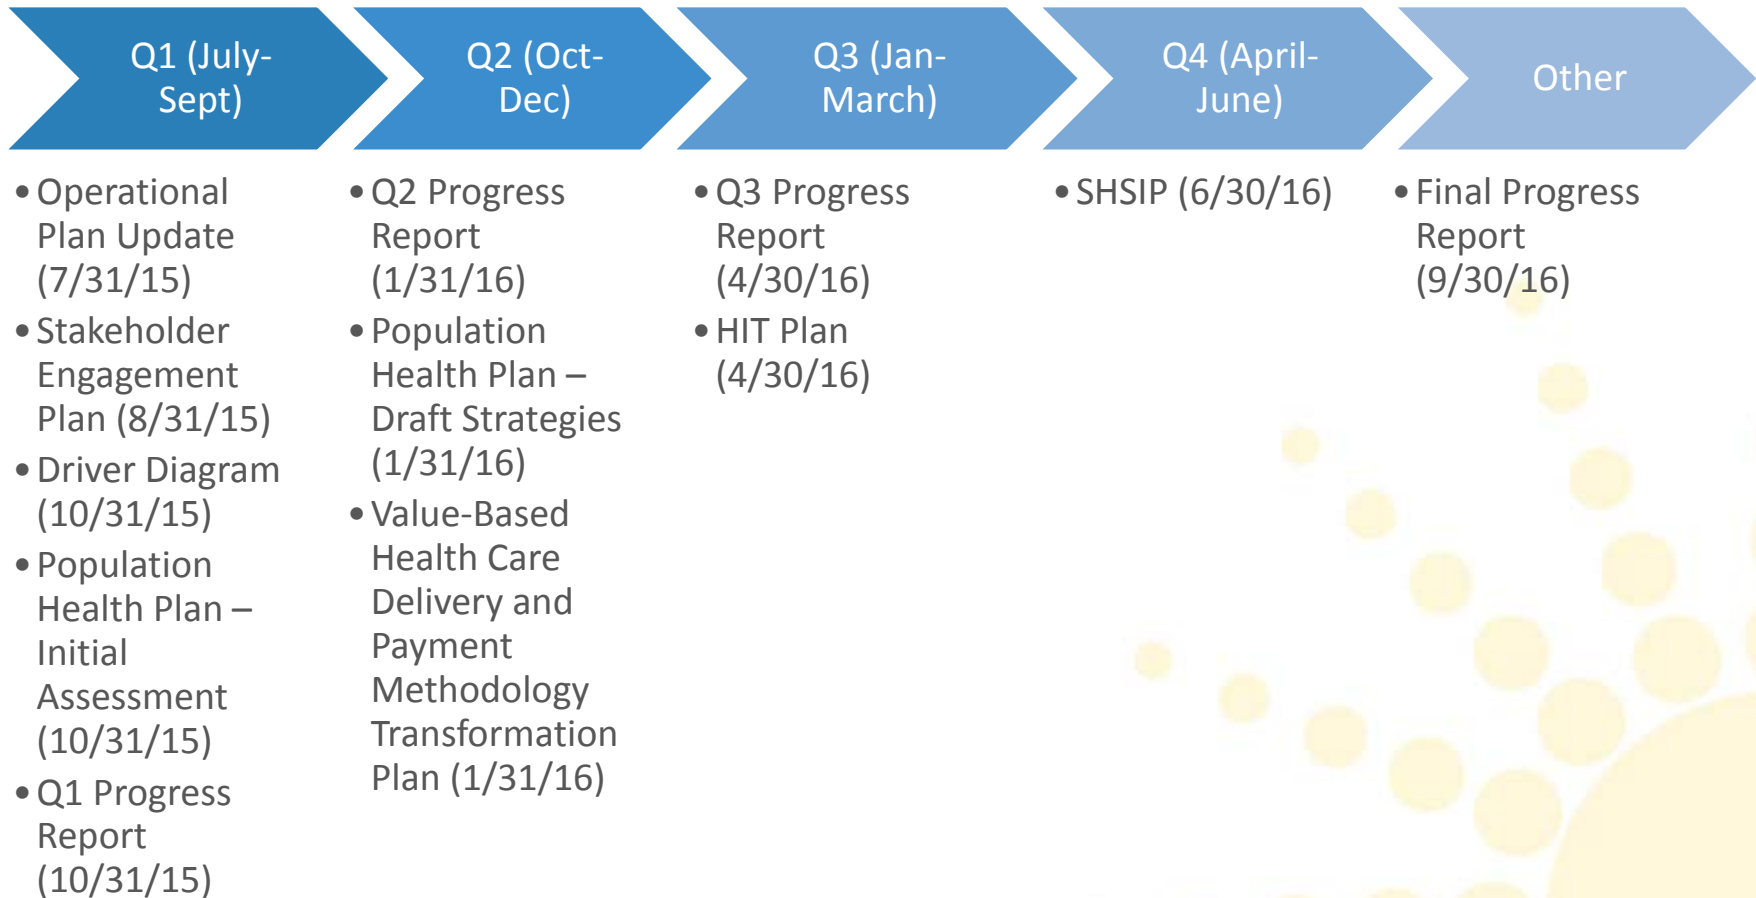 Q1 (July-
Sept)
Q2 (Oct-
Dec)
Q3 (Jan-
March)
Q4 (April-
June)
Other
•Operational
Plan Update
(7/31/15)
•Stakeholder
Engagement
Plan (8/31/15)
•Driver Diagram
(10/31/15)
•Population
Health Plan –
Initial
Assessment
(10/31/15)
•Q1 Progress
Report
(10/31/15)
•Q2 Progress
Report
(1/31/16)
•Population
Health Plan –
Draft Strategies
(1/31/16)
•Value-Based
Health Care
Delivery and
Payment
Methodology
Transformation
Plan (1/31/16)
•Q3 Progress
Report
(4/30/16)
•HIT Plan
(4/30/16)
•SHSIP (6/30/16)
•Final Progress
Report
(9/30/16)